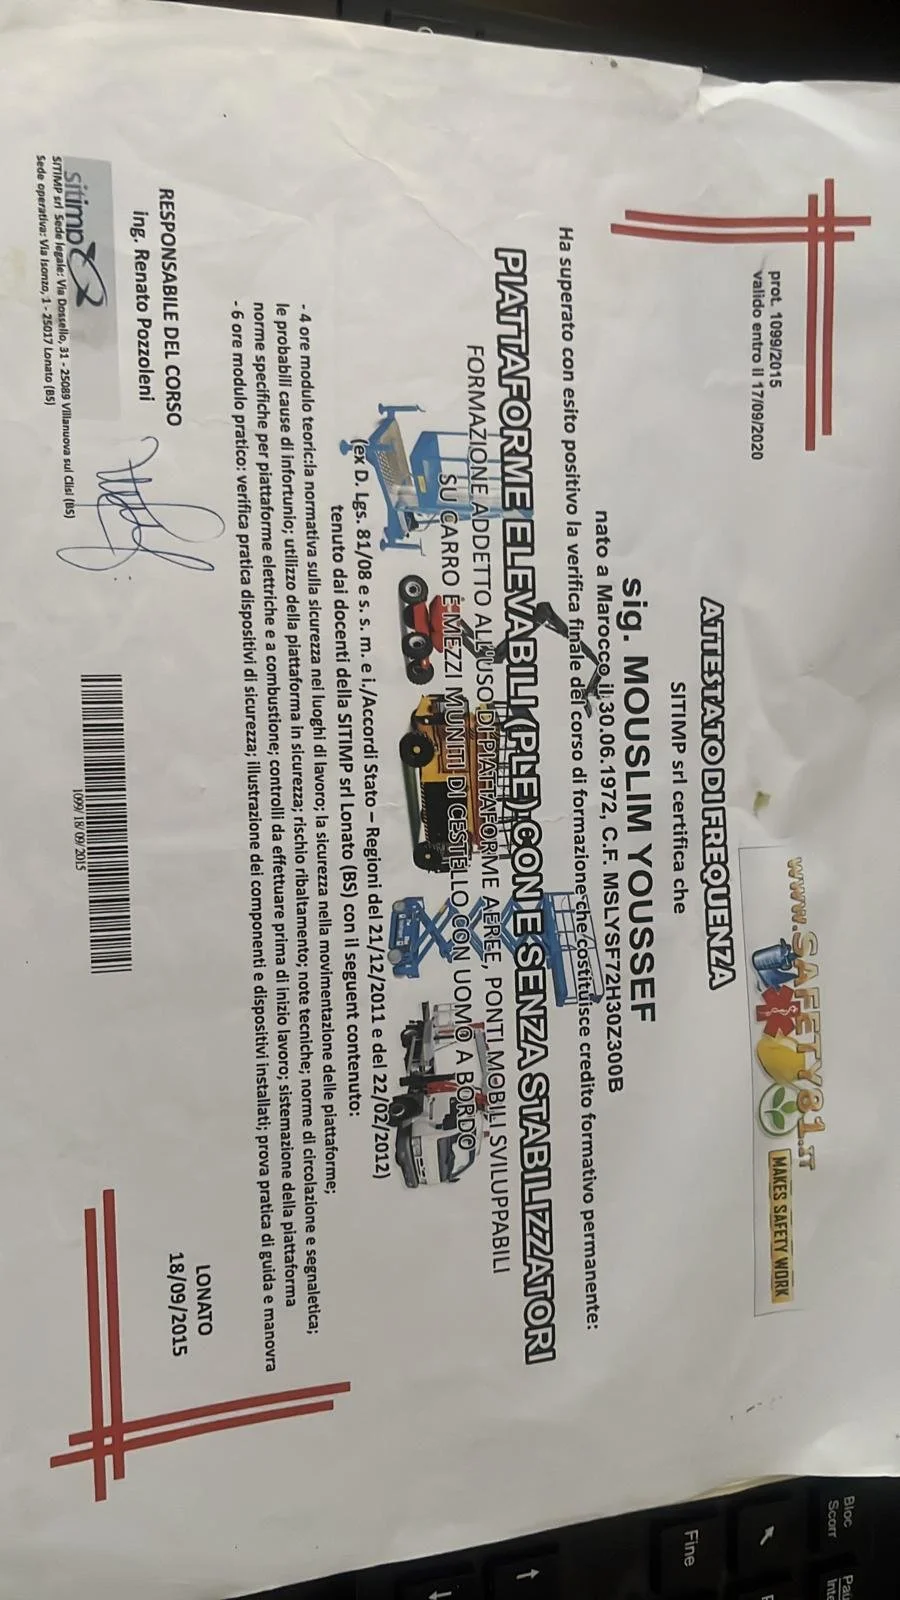 prot. 1099/2015
valido entro il 17/09/2020
www.SAFETY81.IT
MAKES SAFETY WORK
ATTESTATO DI FREQUENZA
SITIMP srl certifica che
sig. MOUSLIM YOUSSEF
nato a Marocco il 30.06.1972, C.F. MSLYSF72H30Z300B
Ha superato con esito positivo la verifica finale del corso di formazione che costituisce credito formativo permanente:
PIATTAFORME ELEVABILI (PLE) CON E SENZA STABILIZZATORI
FORMAZIONE ADDETTO ALL'USO DI PIATTAFORME AEREE, PONTI MOBILI SVILUPPABILI
SU CARRO E MEZZI MUNITI DI CESTELLO CON UOMO A BORDO
(ex D. Lgs. 81/08 e s. s. m. e i./Accordi Stato – Regioni del 21/12/2011 e del 22/02/2012)
tenuto dai docenti della SITIMP srl Lonato (BS) con il seguent contenuto:
- 4 ore modulo teoric:la normativa sulla sicurezza nei luoghi di lavoro; la sicurezza nella movimentazione delle piattaforme;
le probabili cause di infortunio; utilizzo della piattaforma in sicurezza; rischio ribaltamento; note tecniche; norme di circolazione e segnaletica;
norme specifiche per piattaforme elettriche e a combustione; controlli da effettuare prima di inizio lavoro; sistemazione della piattaforma
- 6 ore modulo pratico: verifica pratica dispositivi di sicurezza; illustrazione dei componenti e dispositivi installati; prova pratica di guida e manovra
RESPONSABILE DEL CORSO
ing. Renato Pozzoleni
LONATO
18/09/2015
sitimp
SITIMP srl Sede legale: Via Dossello, 31 - 25089 Villanuova sul Clisi (BS)
Sede operativa: Via Isonzo, 1 - 25017 Lonato (BS)
1099/18/09/2015
Bloc
Scorr
Fine